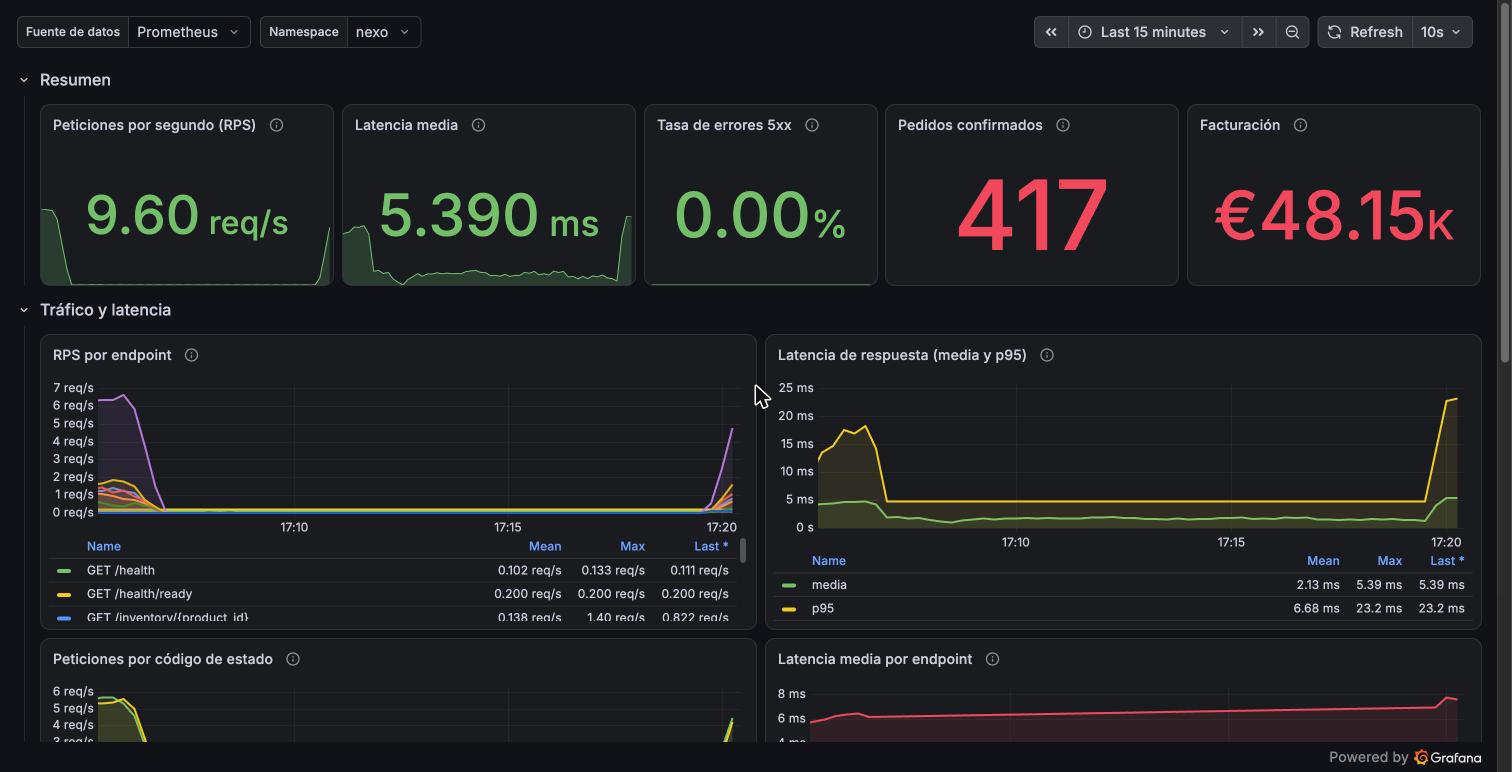 Fuente de datos Prometheus Namespace nexo Last 15 minutes Refresh 10s
Resumen
Peticiones por segundo (RPS) Latencia media Tasa de errores 5xx Pedidos confirmados Facturación
9.60 req/s 5.390 ms 0.00% 417 €48.15K
Tráfico y latencia
RPS por endpoint
7 req/s
6 req/s
5 req/s
4 req/s
3 req/s
2 req/s
1 req/s
0 req/s
17:10 17:15 17:20
Name Mean Max Last *
GET /health 0.102 req/s 0.133 req/s 0.111 req/s
GET /health/ready 0.200 req/s 0.200 req/s 0.200 req/s
GET /inventory/{product_id} 0.138 req/s 1.40 req/s 0.822 req/s
Latencia de respuesta (media y p95)
25 ms
20 ms
15 ms
10 ms
5 ms
0 s
17:10 17:15 17:20
Name Mean Max Last *
media 2.13 ms 5.39 ms 5.39 ms
p95 6.68 ms 23.2 ms 23.2 ms
Peticiones por código de estado
6 req/s
5 req/s
4 req/s
3 req/s
Latencia media por endpoint
8 ms
6 ms
4 ms
Powered by Grafana